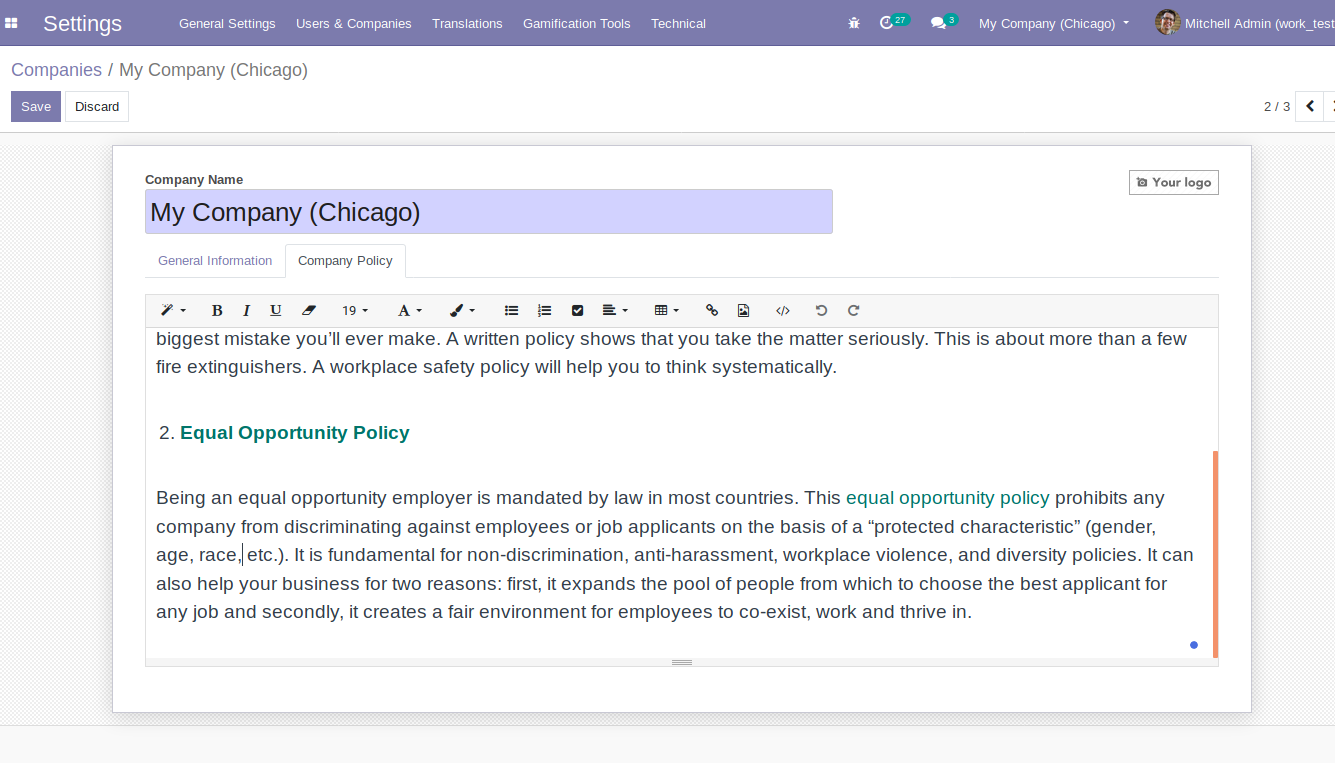 Settings General Settings Users & Companies Translations Gamification Tools Technical 27 3 My Company (Chicago) Mitchell Admin (work_test
Companies / My Company (Chicago)
Save Discard 2 / 3
Company Name
Your logo
My Company (Chicago)
General Information Company Policy
B I U 19 A
biggest mistake you’ll ever make. A written policy shows that you take the matter seriously. This is about more than a few
fire extinguishers. A workplace safety policy will help you to think systematically.
2. Equal Opportunity Policy
Being an equal opportunity employer is mandated by law in most countries. This equal opportunity policy prohibits any
company from discriminating against employees or job applicants on the basis of a “protected characteristic” (gender,
age, race, etc.). It is fundamental for non-discrimination, anti-harassment, workplace violence, and diversity policies. It can
also help your business for two reasons: first, it expands the pool of people from which to choose the best applicant for
any job and secondly, it creates a fair environment for employees to co-exist, work and thrive in.